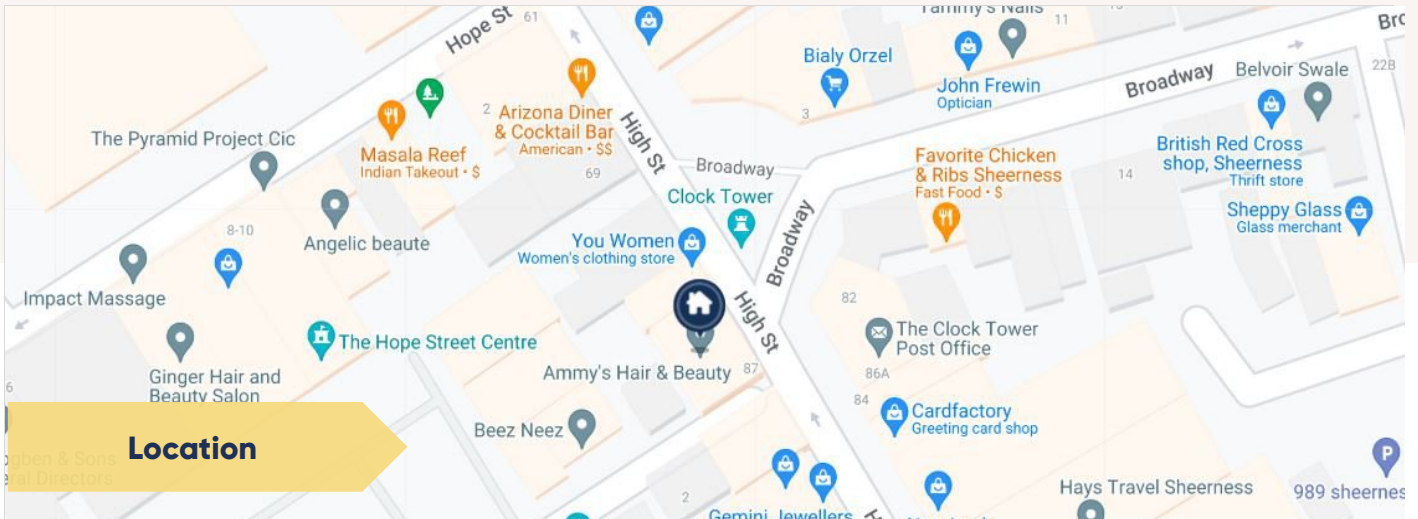 61
Hope St
Tammy's Nails
11
Bialy Orzel
John Frewin
Optician
Broadway
Belvoir Swale
22B
2
Arizona Diner
& Cocktail Bar
American • $$
High St
3
The Pyramid Project Cic
Masala Reef
Indian Takeout • $
69
Broadway
Favorite Chicken
& Ribs Sheerness
Fast Food • $
14
British Red Cross
shop, Sheerness
Thrift store
Clock Tower
Sheppy Glass
Glass merchant
8-10
Angelic beaute
You Women
Women's clothing store
Broadway
Impact Massage
High St
82
The Hope Street Centre
The Clock Tower
Post Office
Ammy's Hair & Beauty
87
86A
6
Ginger Hair and
Beauty Salon
84
Cardfactory
Greeting card shop
Beez Neez
Location
P
2
Hays Travel Sheerness
989 sheernes
Gemini Jewellers